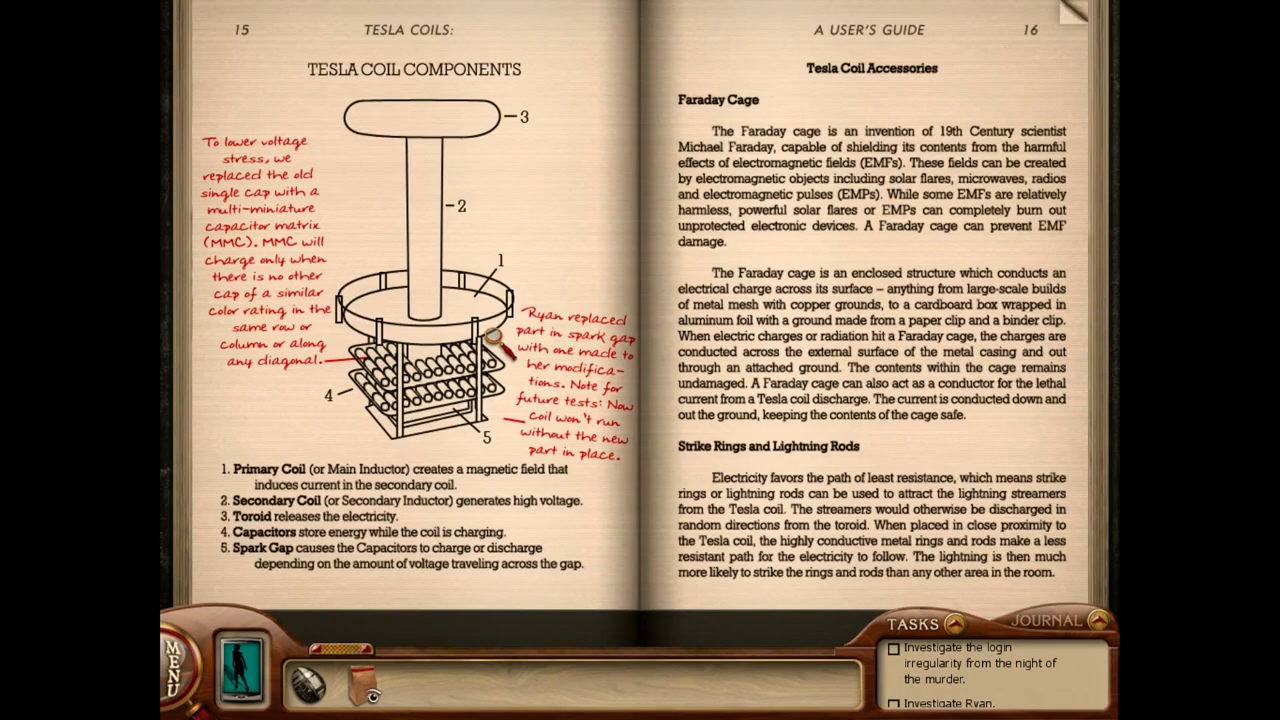 15
TESLA COILS:
TESLA COIL COMPONENTS
3
2
1
4
5
To lower voltage
stress, we
replaced the old
single cap with a
multi-miniature
capacitor matrix
(MMC). MMC will
charge only when
there is no other
cap of a similar
color rating in the
same row or
column or along
any diagonal.
Ryan replaced
part in spark gap
with one made to
her modifica-
tions. Note for
future tests: Now
coil won't run
without the new
part in place.
1. Primary Coil (or Main Inductor) creates a magnetic field that
induces current in the secondary coil.
2. Secondary Coil (or Secondary Inductor) generates high voltage.
3. Toroid releases the electricity.
4. Capacitors store energy while the coil is charging.
5. Spark Gap causes the Capacitors to charge or discharge
depending on the amount of voltage traveling across the gap.
A USER'S GUIDE
16
Tesla Coil Accessories
Faraday Cage
The Faraday cage is an invention of 19th Century scientist
Michael Faraday, capable of shielding its contents from the harmful
effects of electromagnetic fields (EMFs). These fields can be created
by electromagnetic objects including solar flares, microwaves, radios
and electromagnetic pulses (EMPs). While some EMFs are relatively
harmless, powerful solar flares or EMPs can completely burn out
unprotected electronic devices. A Faraday cage can prevent EMF
damage.
The Faraday cage is an enclosed structure which conducts an
electrical charge across its surface – anything from large-scale builds
of metal mesh with copper grounds, to a cardboard box wrapped in
aluminum foil with a ground made from a paper clip and a binder clip.
When electric charges or radiation hit a Faraday cage, the charges are
conducted across the external surface of the metal casing and out
through an attached ground. The contents within the cage remains
undamaged. A Faraday cage can also act as a conductor for the lethal
current from a Tesla coil discharge. The current is conducted down and
out the ground, keeping the contents of the cage safe.
Strike Rings and Lightning Rods
Electricity favors the path of least resistance, which means strike
rings or lightning rods can be used to attract the lightning streamers
from the Tesla coil. The streamers would otherwise be discharged in
random directions from the toroid. When placed in close proximity to
the Tesla coil, the highly conductive metal rings and rods make a less
resistant path for the electricity to follow. The lightning is then much
more likely to strike the rings and rods than any other area in the room.
MENU
TASKS
JOURNAL
Investigate the login
irregularity from the night of
the murder.
Investigate Ryan.